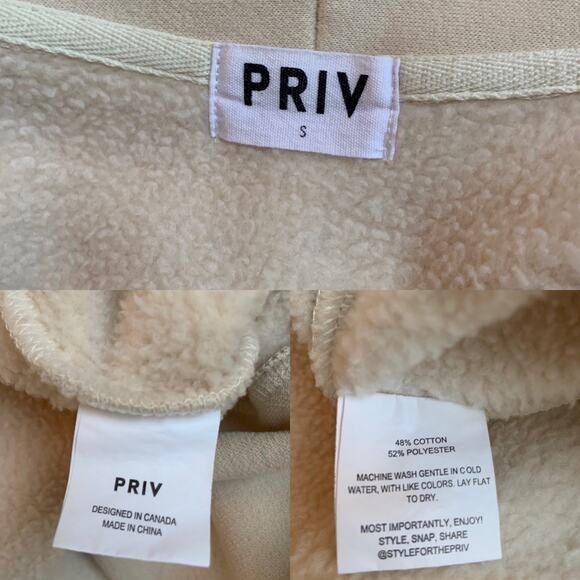 PRIV
S
PRIV
DESIGNED IN CANADA
MADE IN CHINA
48% COTTON
52% POLYESTER
MACHINE WASH GENTLE IN C OLD
WATER, WITH LIKE COLORS. LAY FLAT
TO DRY.
MOST IMPORTANTLY, ENJOY!
STYLE, SNAP, SHARE
@STYLEFORTHEPRIV